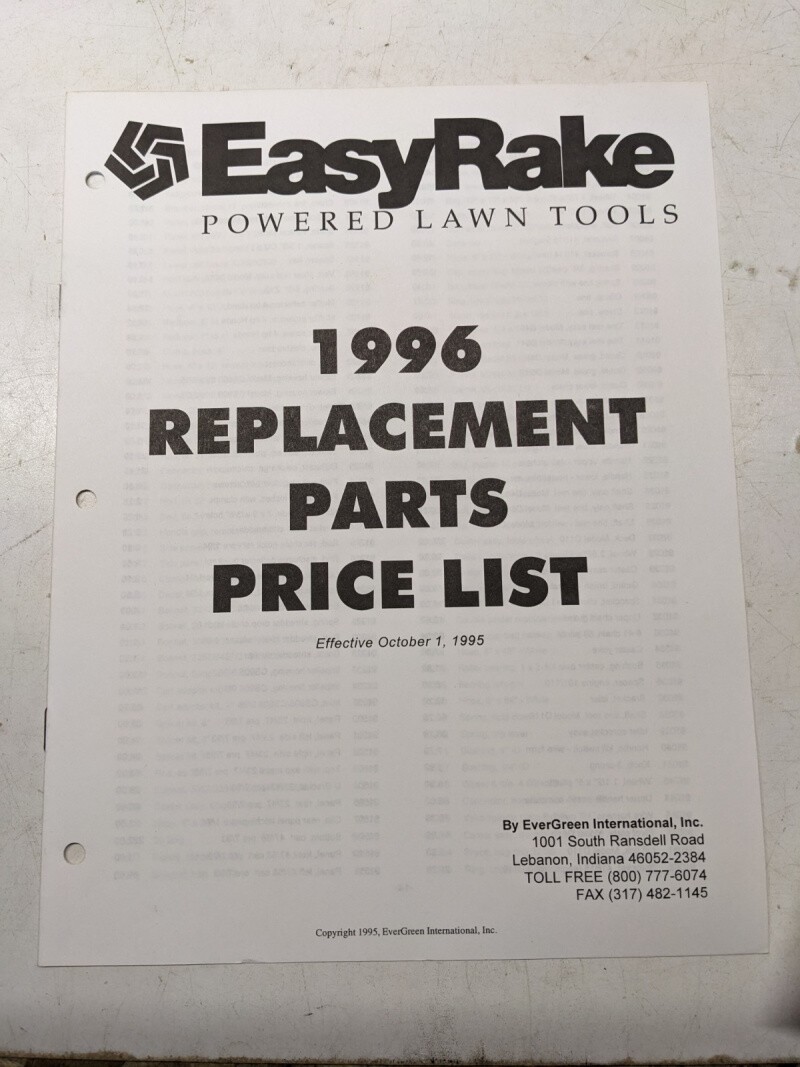 EasyRake
POWERED LAWN TOOLS
1996
REPLACEMENT
PARTS
PRICE LIST
Effective October 1, 1995
By EverGreen International, Inc.
1001 South Ransdell Road
Lebanon, Indiana 46052-2384
TOLL FREE (800) 777-6074
FAX (317) 482-1145
Copyright 1995, EverGreen International, Inc.